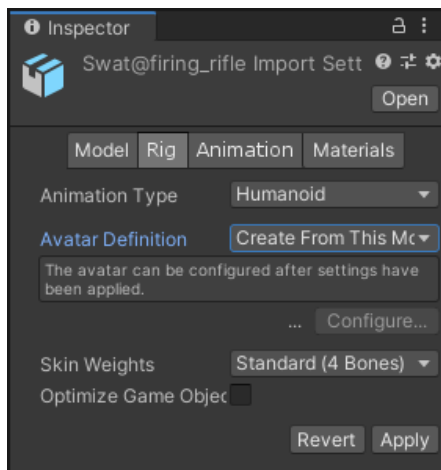 Inspector
Swat@firing_rifle Import Sett
Open
Model Rig Animation Materials
Animation Type Humanoid
Avatar Definition Create From This Mc
The avatar can be configured after settings have
been applied.
... Configure...
Skin Weights Standard (4 Bones)
Optimize Game Objec
Revert Apply